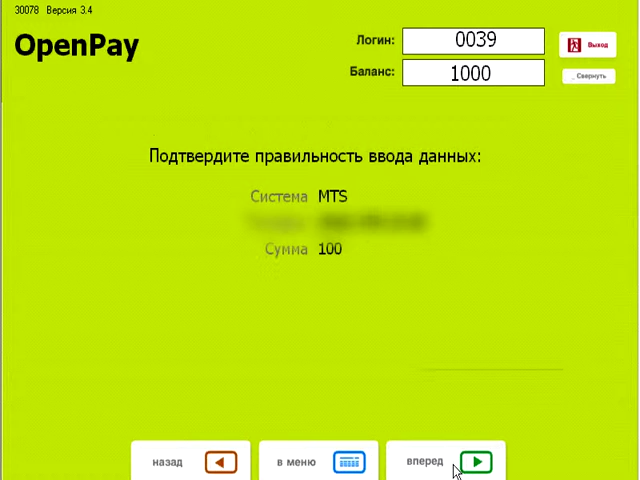 30078 Версия 3.4
OpenPay
Логин: 0039
Выход
Баланс: 1000
Свернуть
Подтвердите правильность ввода данных:
Система MTS
Сумма 100
назад
в меню
вперед